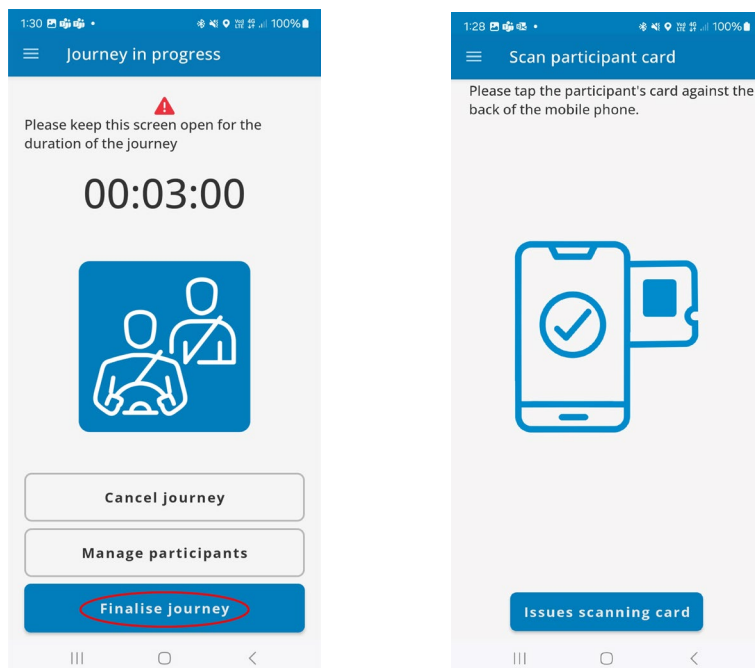 1:30 100%
Journey in progress
Please keep this screen open for the
duration of the journey
00:03:00
Cancel journey
Manage participants
Finalise journey
1:28 100%
Scan participant card
Please tap the participant's card against the
back of the mobile phone.
Issues scanning card